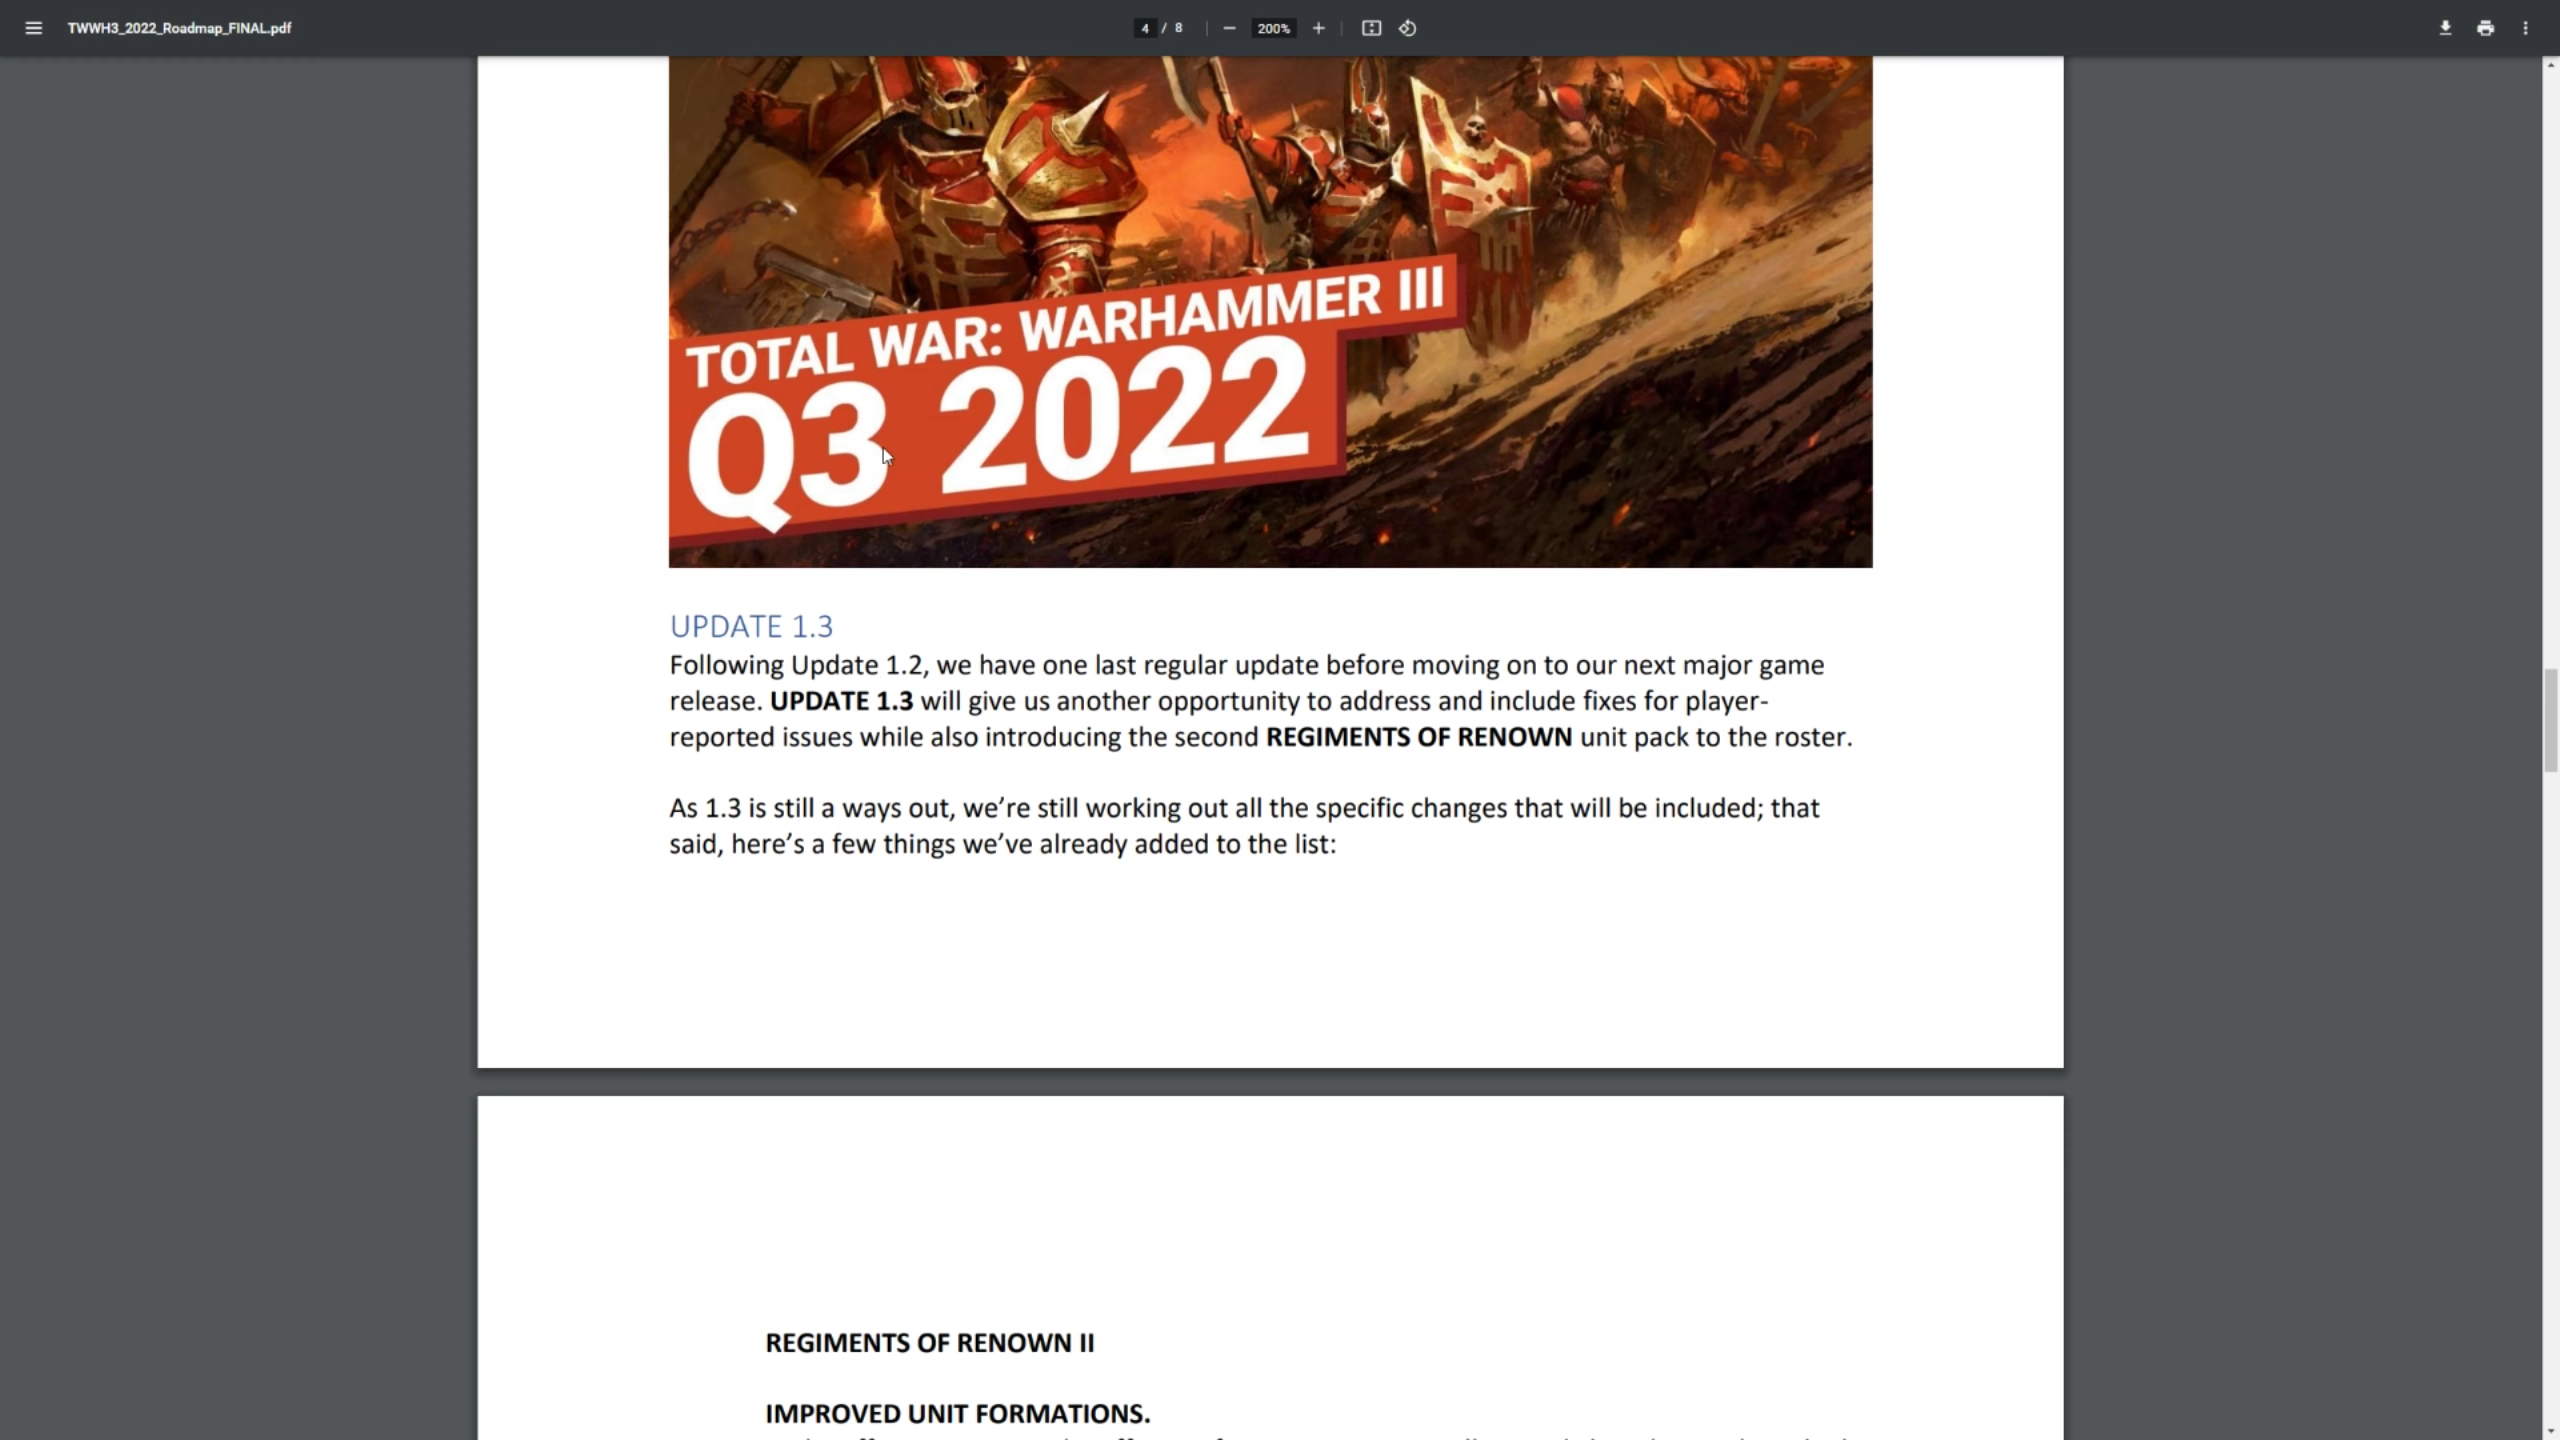 TWWH3_2022_Roadmap_FINAL.pdf
4 / 8
200%
TOTAL WAR: WARHAMMER III
Q3 2022
UPDATE 1.3
Following Update 1.2, we have one last regular update before moving on to our next major game
release. UPDATE 1.3 will give us another opportunity to address and include fixes for player-
reported issues while also introducing the second REGIMENTS OF RENOWN unit pack to the roster.
As 1.3 is still a ways out, we’re still working out all the specific changes that will be included; that
said, here’s a few things we’ve already added to the list:
REGIMENTS OF RENOWN II
IMPROVED UNIT FORMATIONS.